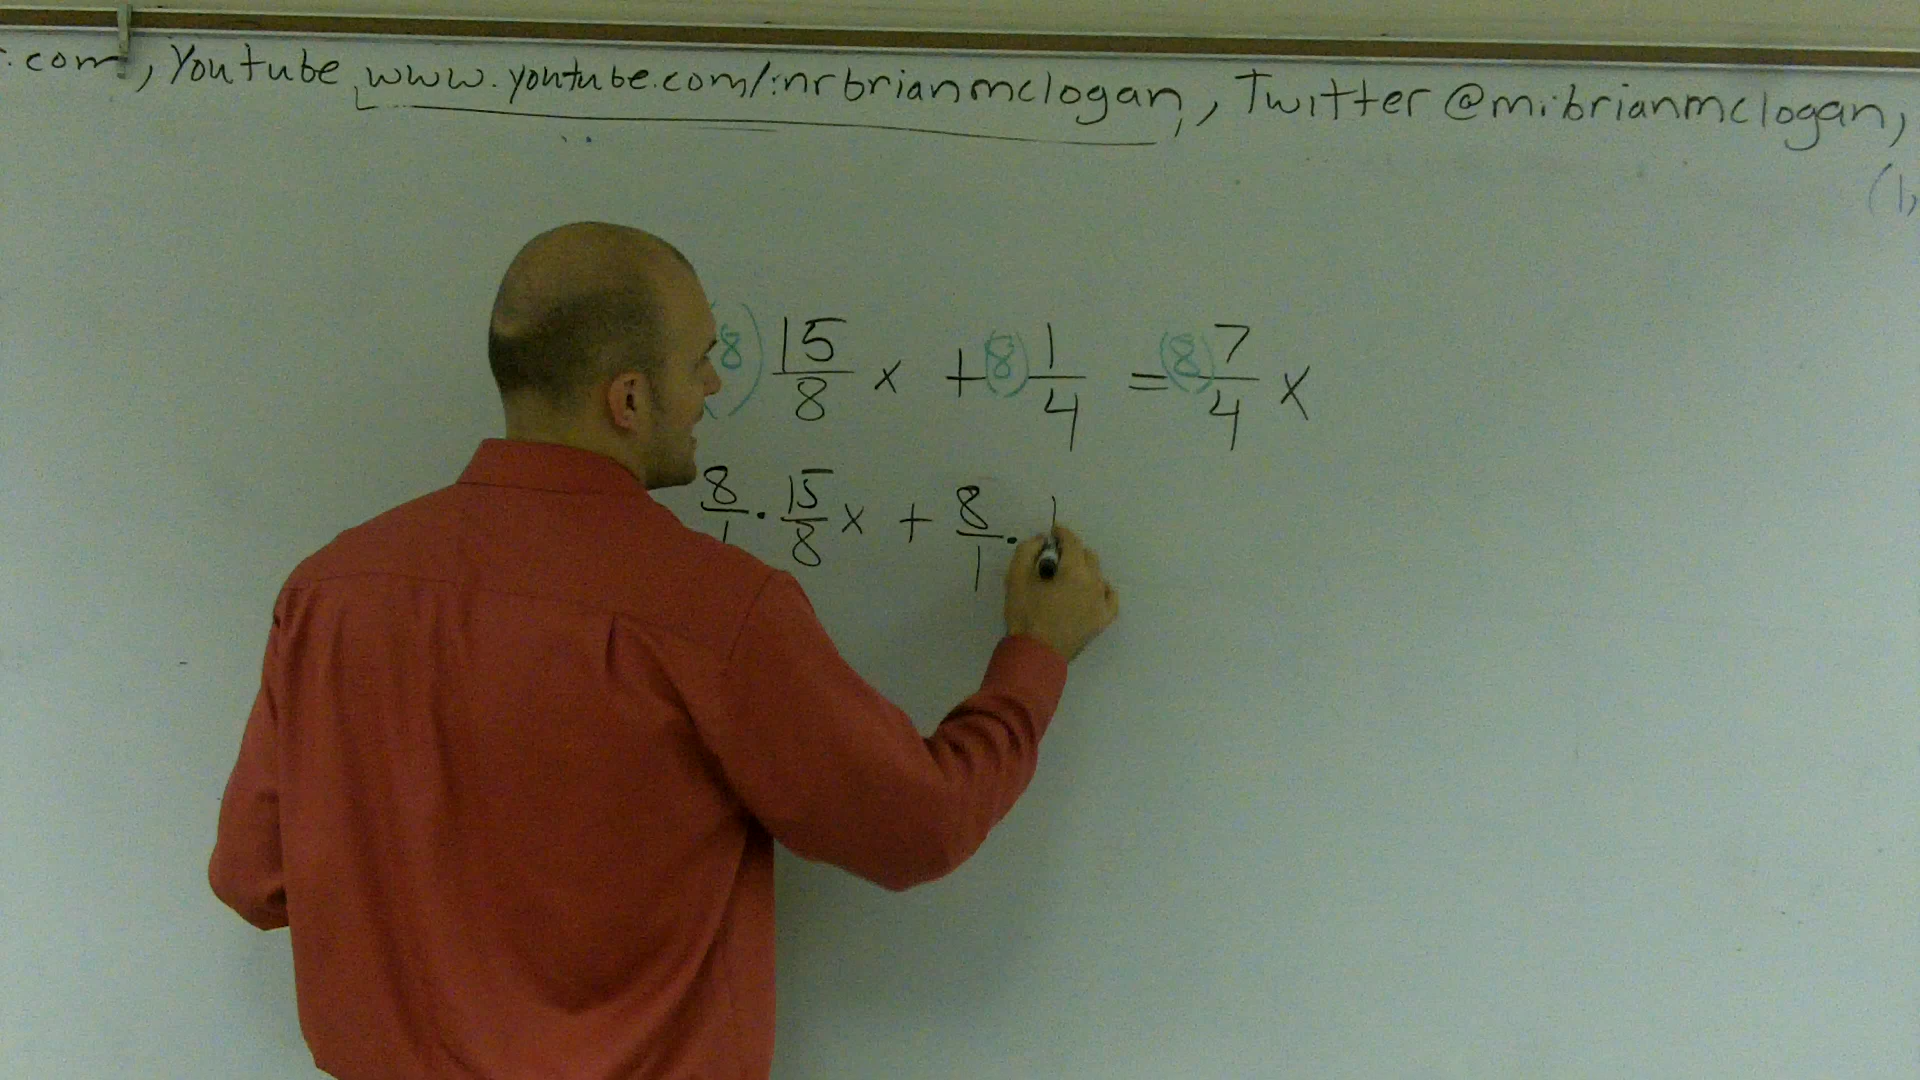 .com, Youtube www.youtube.com/mrbrianmclogan, Twitter @mrbrianmclogan,
(8) 15/8 x + (8) 1/4 = (8) 7/4 x
8/1 · 15/8 x + 8/1 · 1